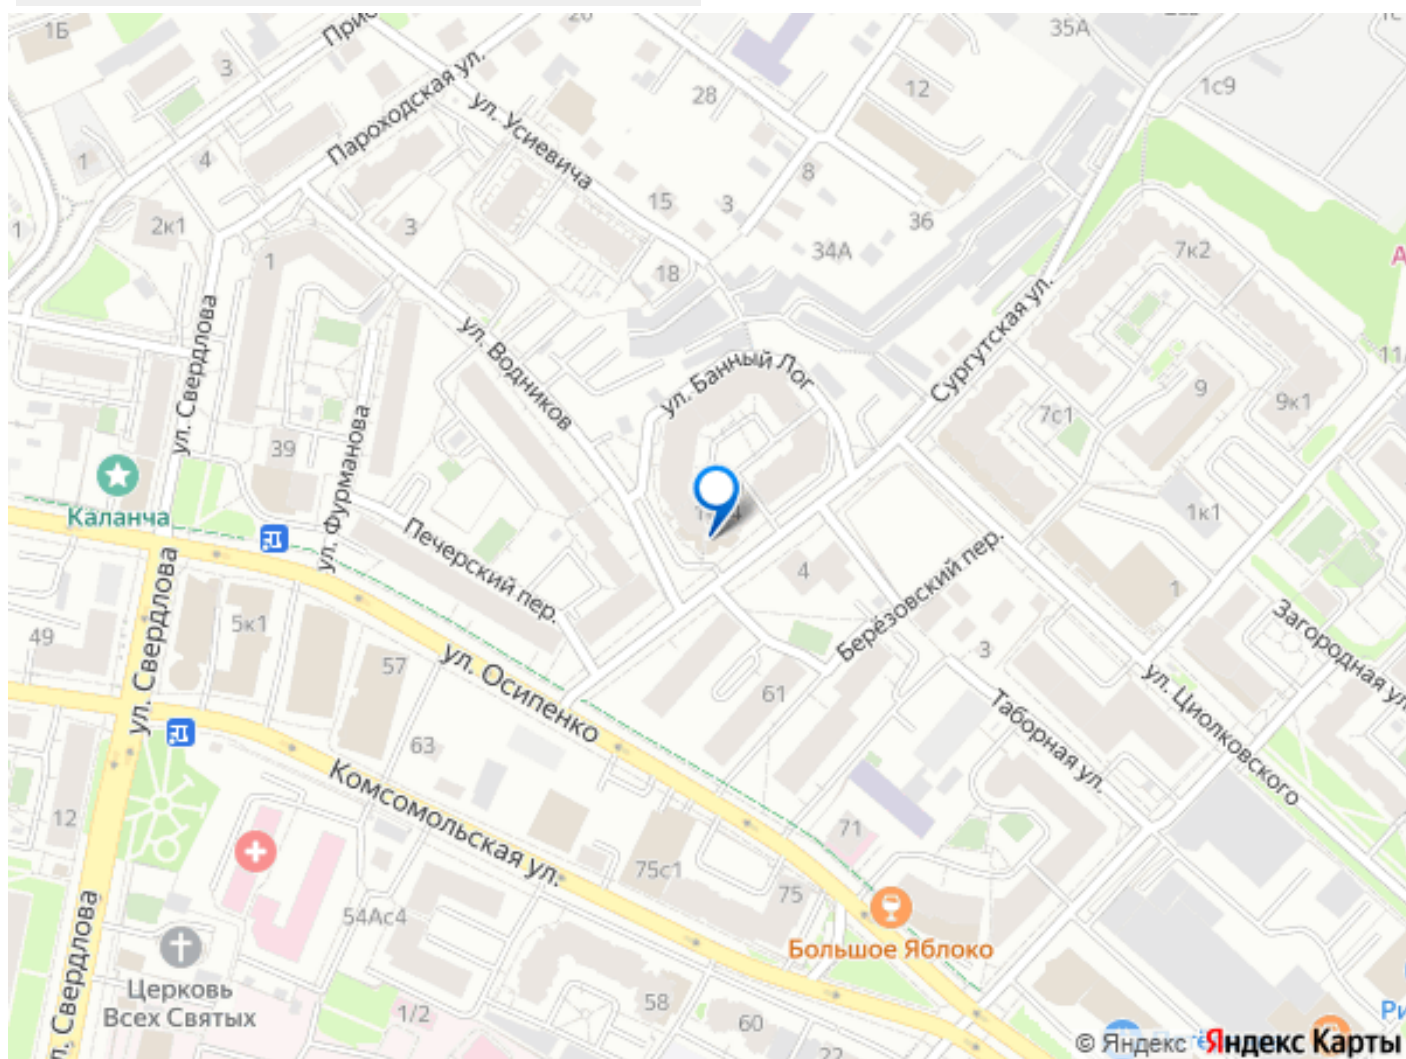 1Б
Пароходская ул.
20
35А
1с9
3
28
12
ул. Усиевича
1
4
8
15
3
36
2к1
3
34А
7к2
1
1
18
А
ул. Свердлова
ул. Водников
Сургутская ул.
ул. Банный Лог
9
7с1
9к1
39
ул. Фурманова
Каланча
Печерский пер.
1к1
4
Берёзовский пер.
1
Загородная ул.
49
ул. Свердлова
5к1
57
ул. Осипенко
3
61
ул. Циолковского
Таборная ул.
63
12
Комсомольская ул.
71
75с1
75
54Ас4
ул. Свердлова
Большое Яблоко
Церковь
Всех Святых
1/2
58
60
22
Ри
© Яндекс
Яндекс Карты